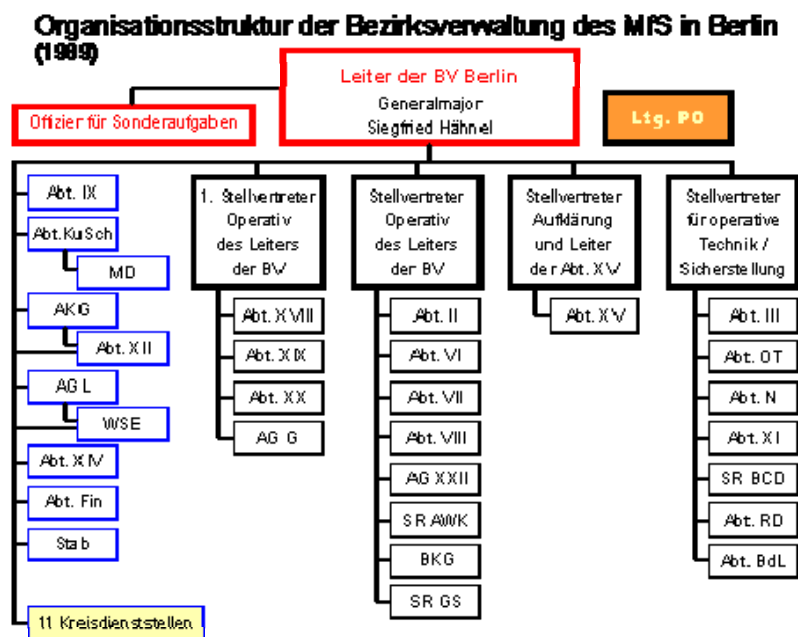 Organisationsstruktur der Bezirksverwaltung des MfS in Berlin
(1989)
Leiter der BV Berlin
Generalmajor
Siegfried Hähnel
Offizier für Sonderaufgaben
Ltg. PO
Abt. IX
Abt.KuSch
MD
AKG
Abt. XII
AG L
WSE
Abt. XIV
Abt. Fin
Stab
11 Kreisdienststellen
1. Stellvertreter
Operativ
des Leiters
der BV
Abt. XVIII
Abt. XIX
Abt. XX
AG G
Stellvertreter
Operativ
des Leiters
der BV
Abt. II
Abt. VI
Abt. VII
Abt. VIII
AG XXII
SR AWK
BKG
SR GS
Stellvertreter
Aufklärung
und Leiter
der Abt. XV
Abt. XV
Stellvertreter
für operative
Technik /
Sicherstellung
Abt. III
Abt. OT
Abt. N
Abt. XI
SR BCD
Abt. RD
Abt. BdL